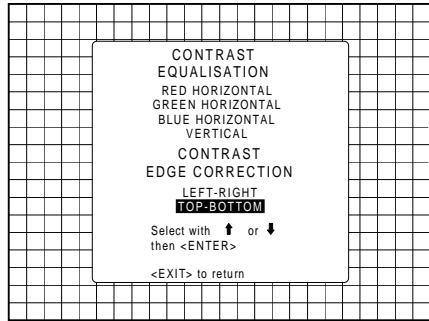 CONTRAST
EQUALISATION
RED HORIZONTAL
GREEN HORIZONTAL
BLUE HORIZONTAL
VERTICAL
CONTRAST
EDGE CORRECTION
LEFT-RIGHT
TOP-BOTTOM
Select with ⬆ or ⬇
then <ENTER>
<EXIT> to return